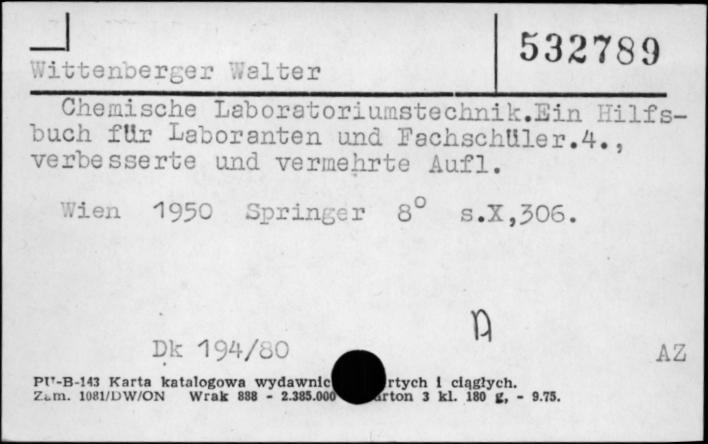 532789
Wittenberger Walter
Chemische Laboratoriumstechnik.Ein Hilfs-
buch für Laboranten und Fachschüler.4.,
verbesserte und vermehrte Aufl.
Wien 1950 Springer 8° s.X,306.
Dk 194/80
AZ
PU-B-143 Karta katalogowa wydawnic rtych i ciągłych.
Zam. 1081/DW/ON Wrak 888 - 2.385.000 arton 3 kl. 180 g, - 9.75.